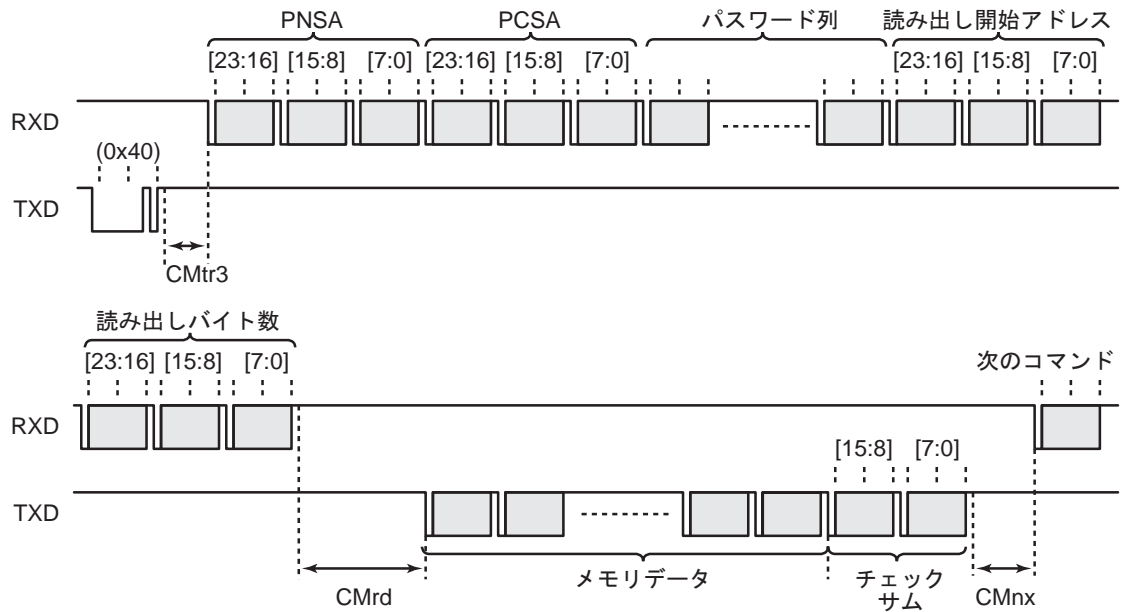 PNSA PCSA パスワード列 読み出し開始アドレス
[23:16] [15:8] [7:0] [23:16] [15:8] [7:0] [23:16] [15:8] [7:0]
RXD
(0x40)
TXD
CMtr3
読み出しバイト数
[23:16] [15:8] [7:0] 次のコマンド
RXD
[15:8] [7:0]
TXD
メモリデータ チェック
サム
CMrd CMnx